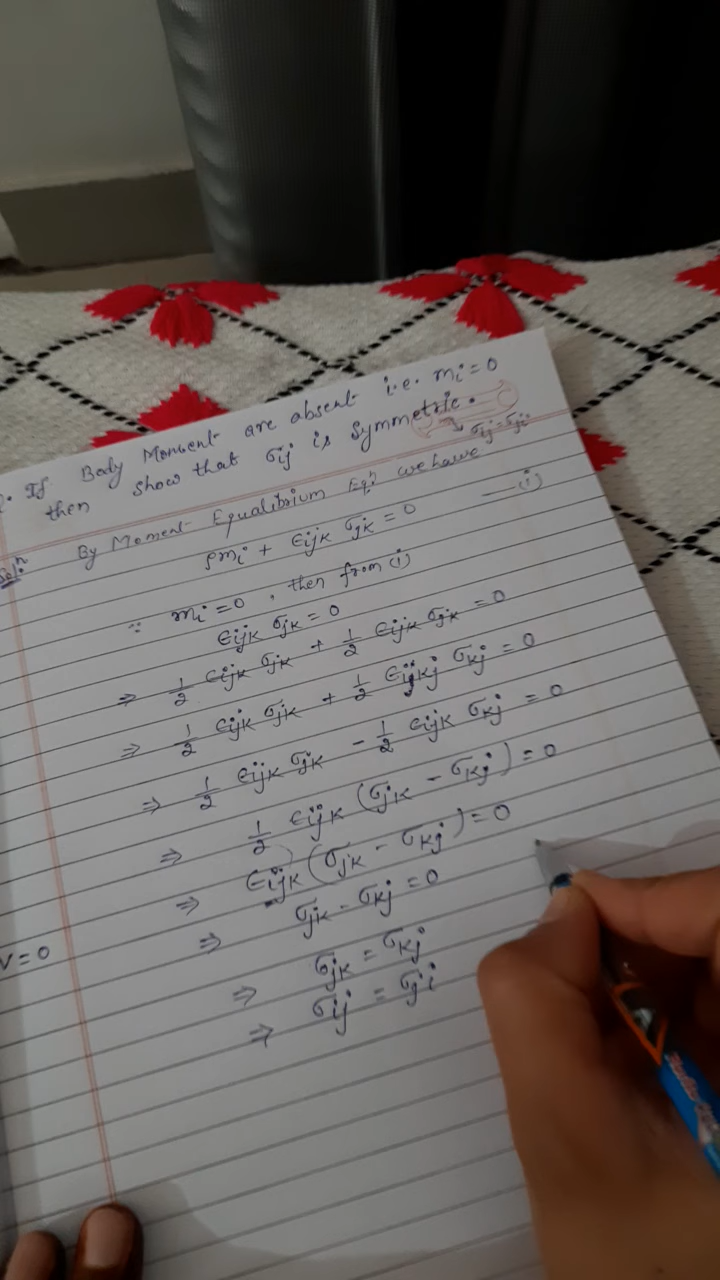 Q. If Body Moment are absent i.e. mi = 0
then show that σij is symmetric.
σij = σji
Solⁿ By Moment Equilibrium Eqⁿ we have
ρmi + ϵijk σjk = 0 —(i)
∵ mi = 0 , then from (i)
ϵijk σjk = 0
⇒ 1/2 ϵijk σjk + 1/2 ϵijk σjk = 0
⇒ 1/2 ϵijk σjk + 1/2 ϵikj σkj = 0
⇒ 1/2 ϵijk σjk - 1/2 ϵijk σkj = 0
⇒ 1/2 ϵijk (σjk - σkj) = 0
⇒ ϵijk (σjk - σkj) = 0
⇒ σjk - σkj = 0
V = 0
⇒ σjk = σkj
⇒ σij = σji